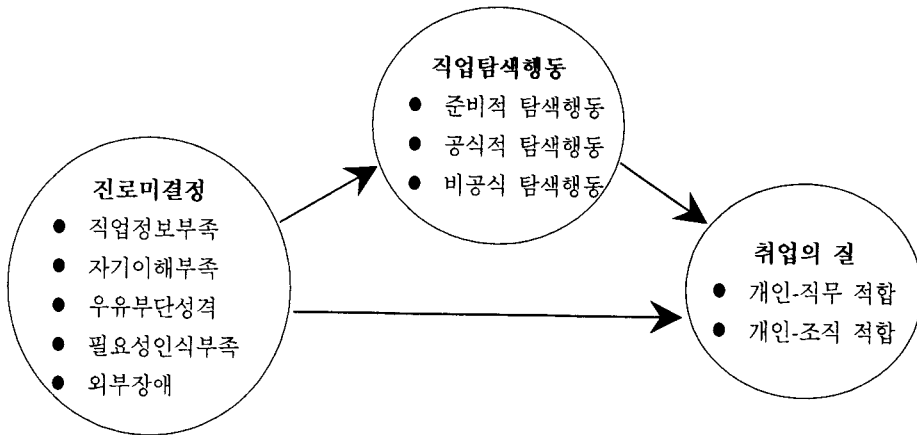 직업탐색행동
● 준비적 탐색행동
● 공식적 탐색행동
● 비공식 탐색행동
진로미결정
● 직업정보부족
● 자기이해부족
● 우유부단성격
● 필요성인식부족
● 외부장애
취업의 질
● 개인-직무 적합
● 개인-조직 적합